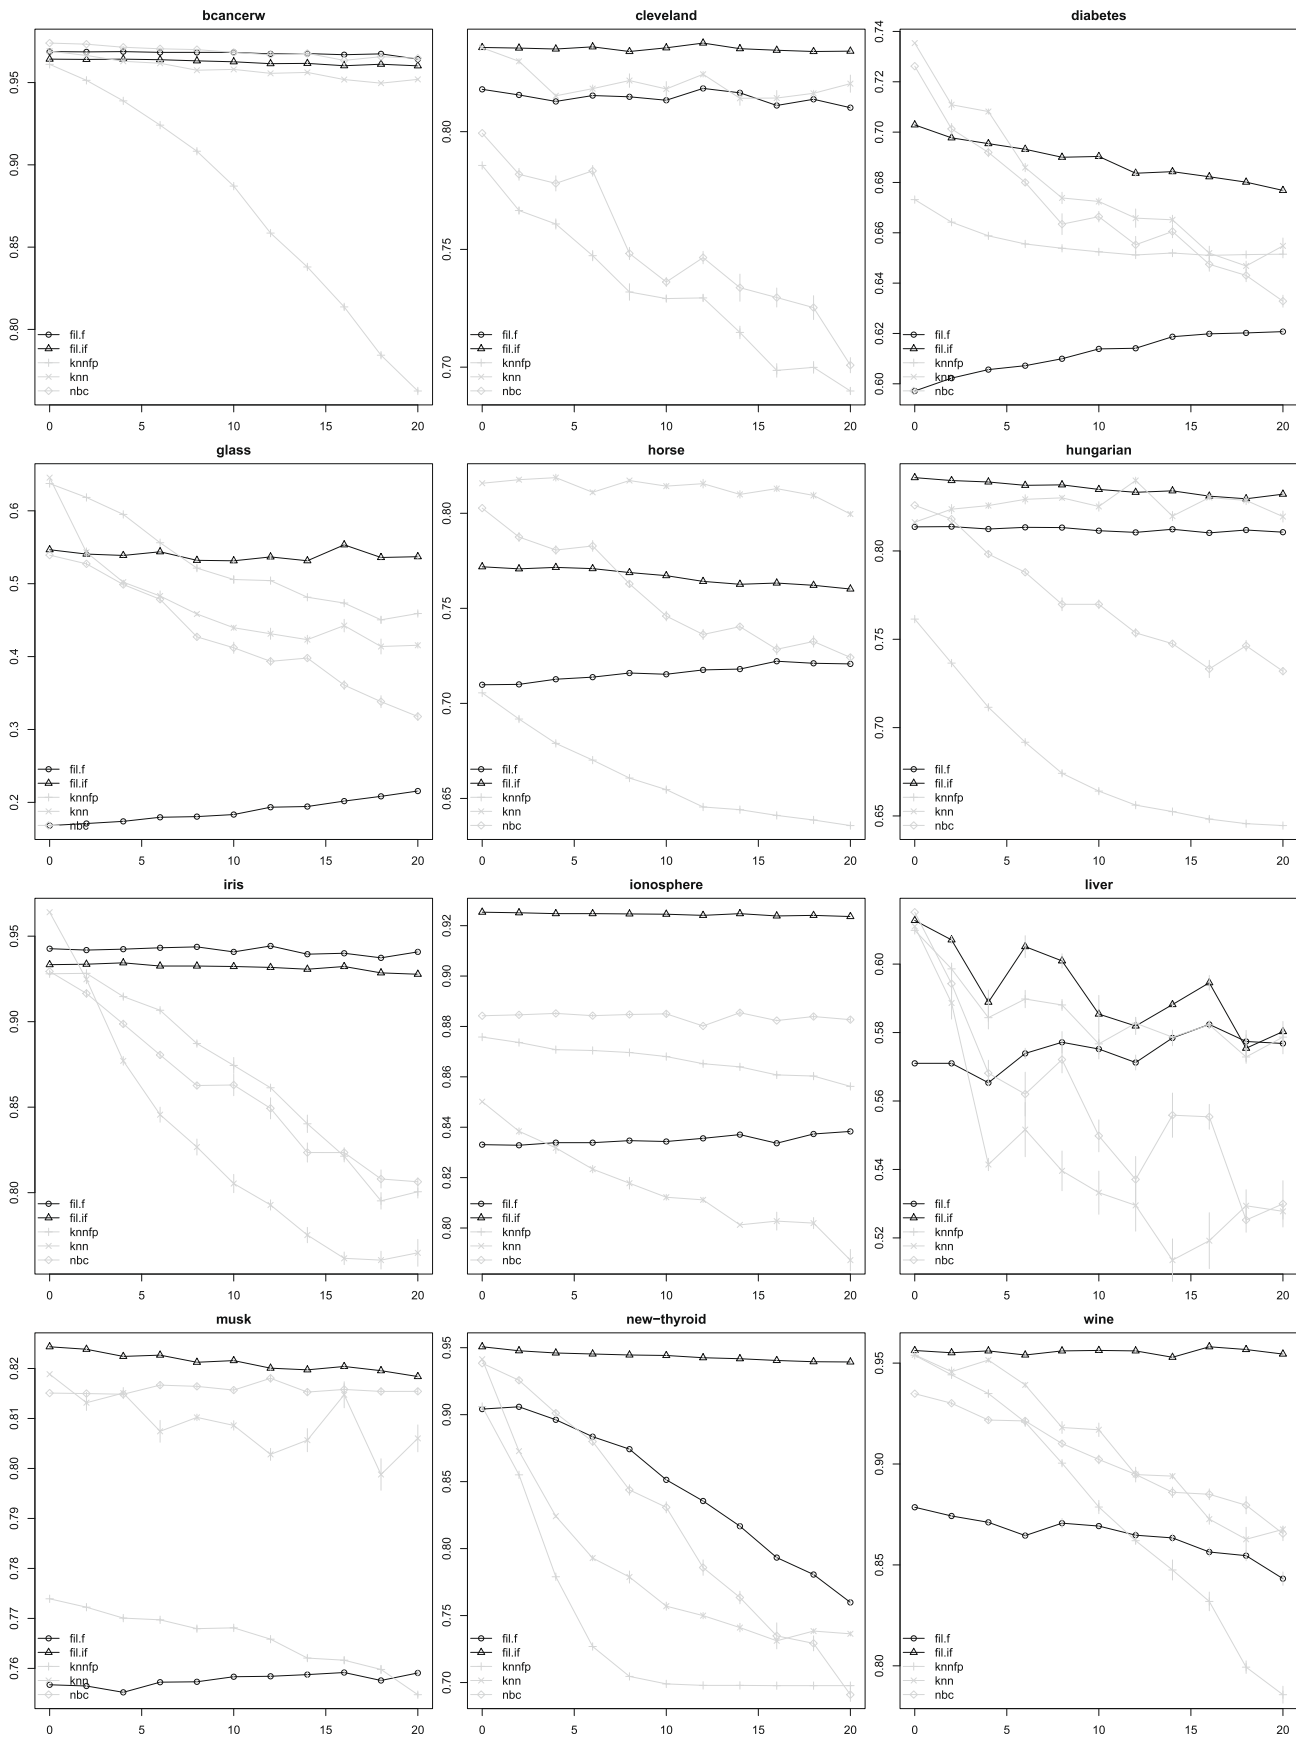 bcancerw
0.95
0.90
0.85
0.80
fil.f
fil.if
knnfp
knn
nbc
0 5 10 15 20
cleveland
0.80
0.75
0.70
fil.f
fil.if
knnfp
knn
nbc
0 5 10 15 20
diabetes
0.74
0.72
0.70
0.68
0.66
0.64
0.62
0.60
fil.f
fil.if
knnfp
knn
nbc
0 5 10 15 20
glass
0.6
0.5
0.4
0.3
0.2
fil.f
fil.if
knnfp
knn
nbc
0 5 10 15 20
horse
0.80
0.75
0.70
0.65
fil.f
fil.if
knnfp
knn
nbc
0 5 10 15 20
hungarian
0.80
0.75
0.70
0.65
fil.f
fil.if
knnfp
knn
nbc
0 5 10 15 20
iris
0.95
0.90
0.85
0.80
fil.f
fil.if
knnfp
knn
nbc
0 5 10 15 20
ionosphere
0.92
0.90
0.88
0.86
0.84
0.82
0.80
fil.f
fil.if
knnfp
knn
nbc
0 5 10 15 20
liver
0.60
0.58
0.56
0.54
0.52
fil.f
fil.if
knnfp
knn
nbc
0 5 10 15 20
musk
0.82
0.81
0.80
0.79
0.78
0.77
0.76
fil.f
fil.if
knnfp
knn
nbc
0 5 10 15 20
new−thyroid
0.95
0.90
0.85
0.80
0.75
0.70
fil.f
fil.if
knnfp
knn
nbc
0 5 10 15 20
wine
0.95
0.90
0.85
0.80
fil.f
fil.if
knnfp
knn
nbc
0 5 10 15 20